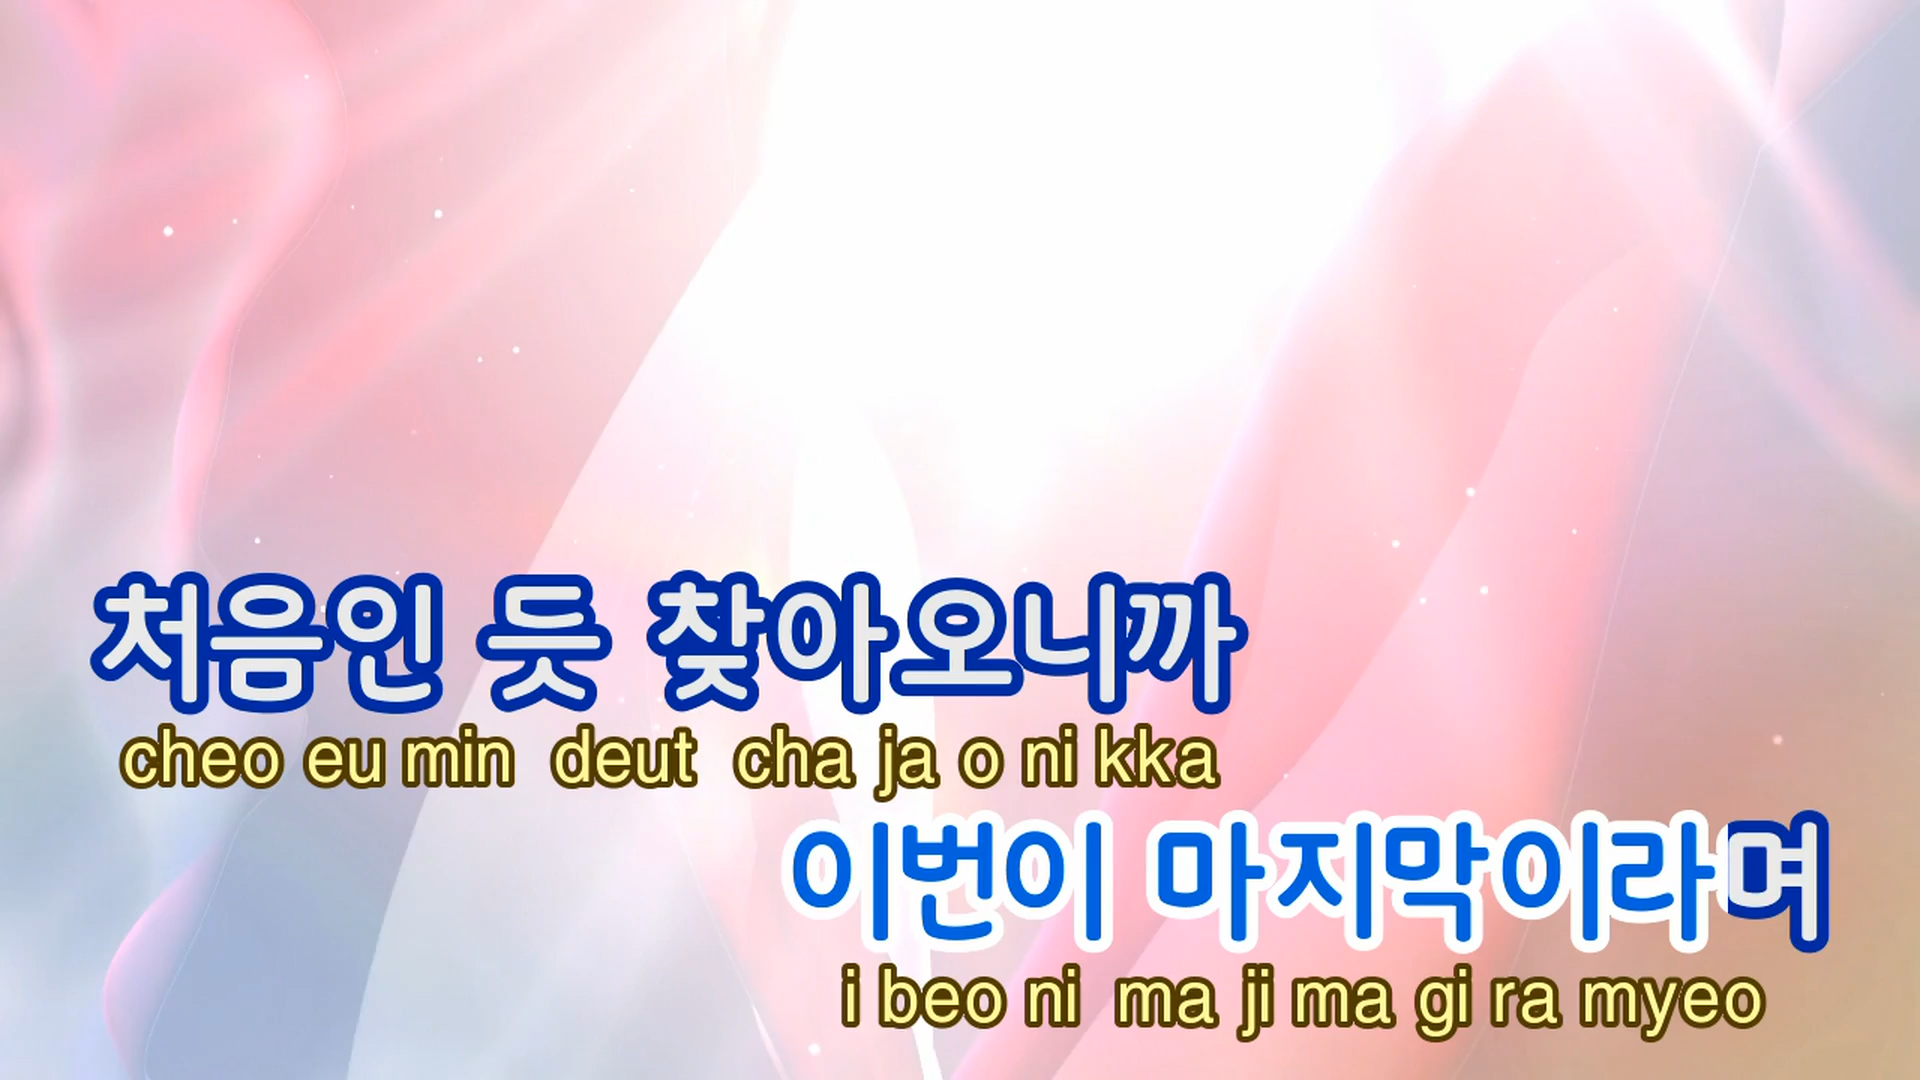 처음인 듯 찾아오니까
cheo eu min deut cha ja o ni kka
이번이 마지막이라며
i beo ni ma ji ma gi ra myeo